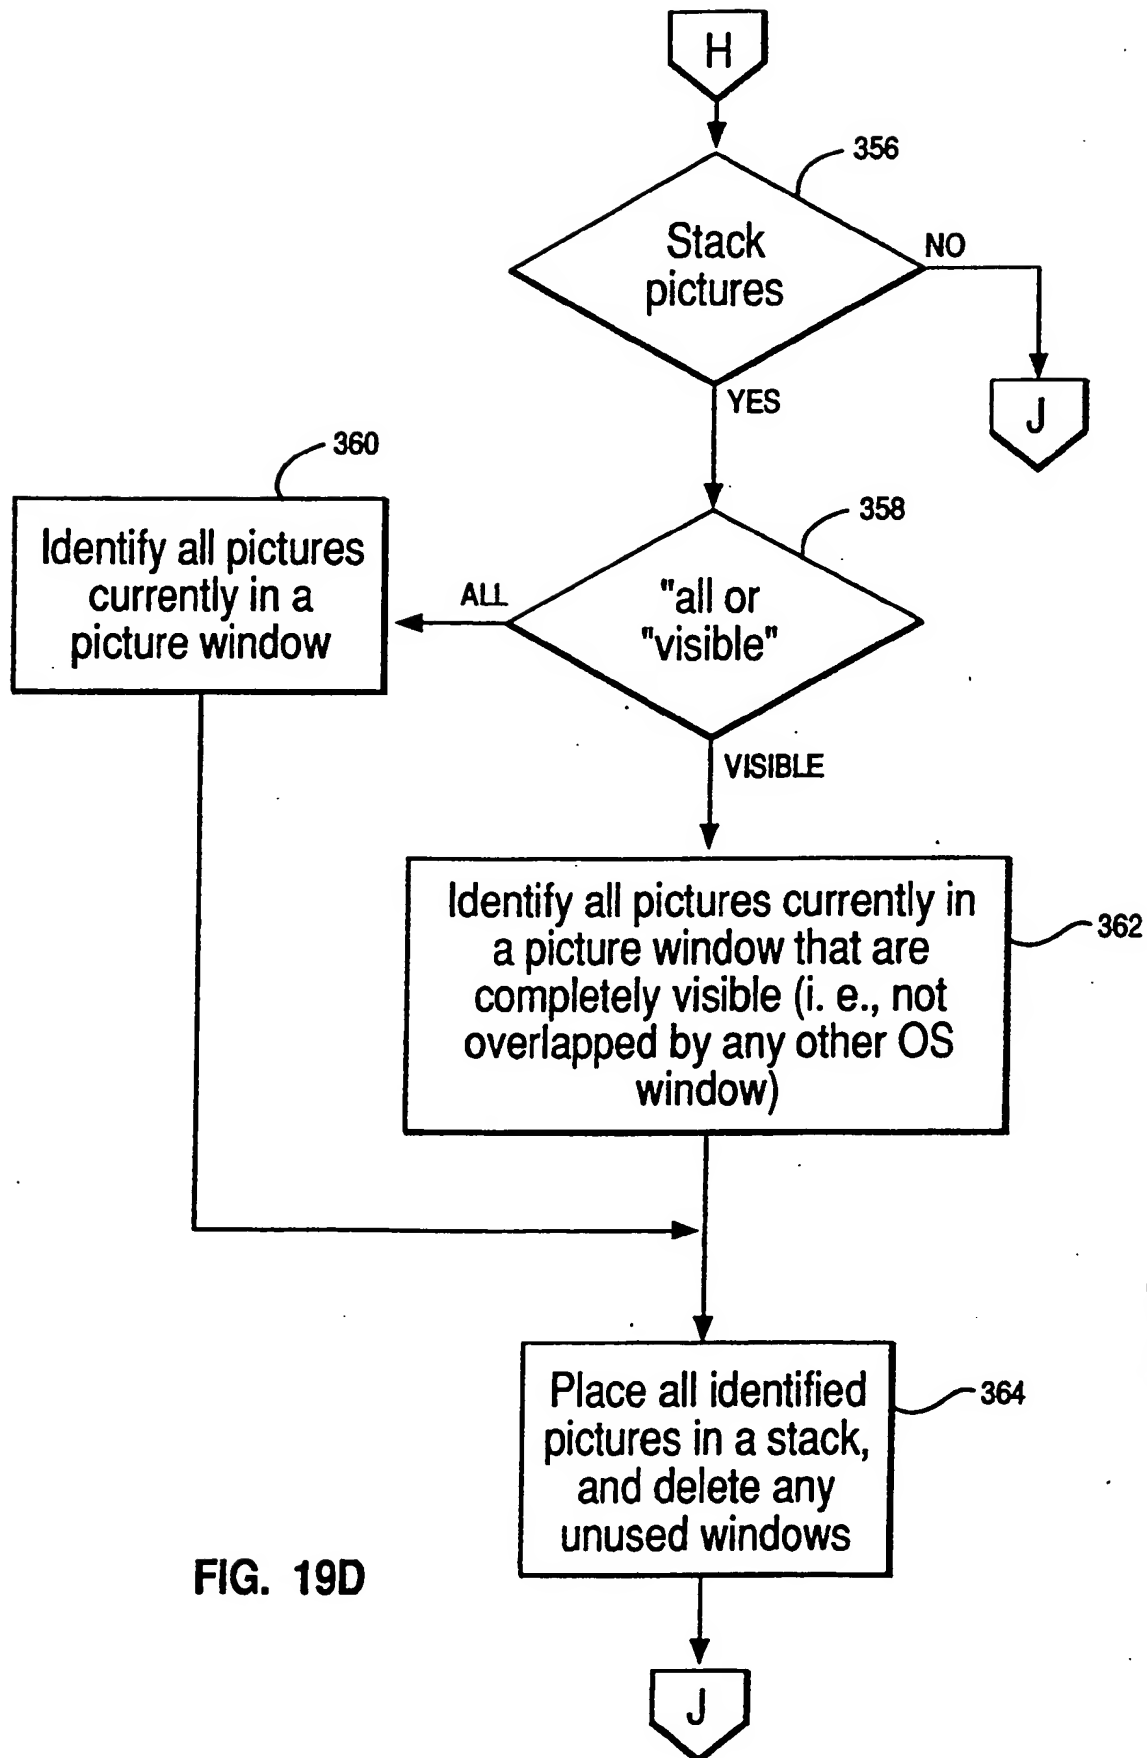 H
356
Stack
pictures
NO
J
YES
360
358
Identify all pictures
currently in a
picture window
ALL
"all or
"visible"
VISIBLE
Identify all pictures currently in
a picture window that are
completely visible (i. e., not
overlapped by any other OS
window)
362
Place all identified
pictures in a stack,
and delete any
unused windows
364
FIG. 19D
J